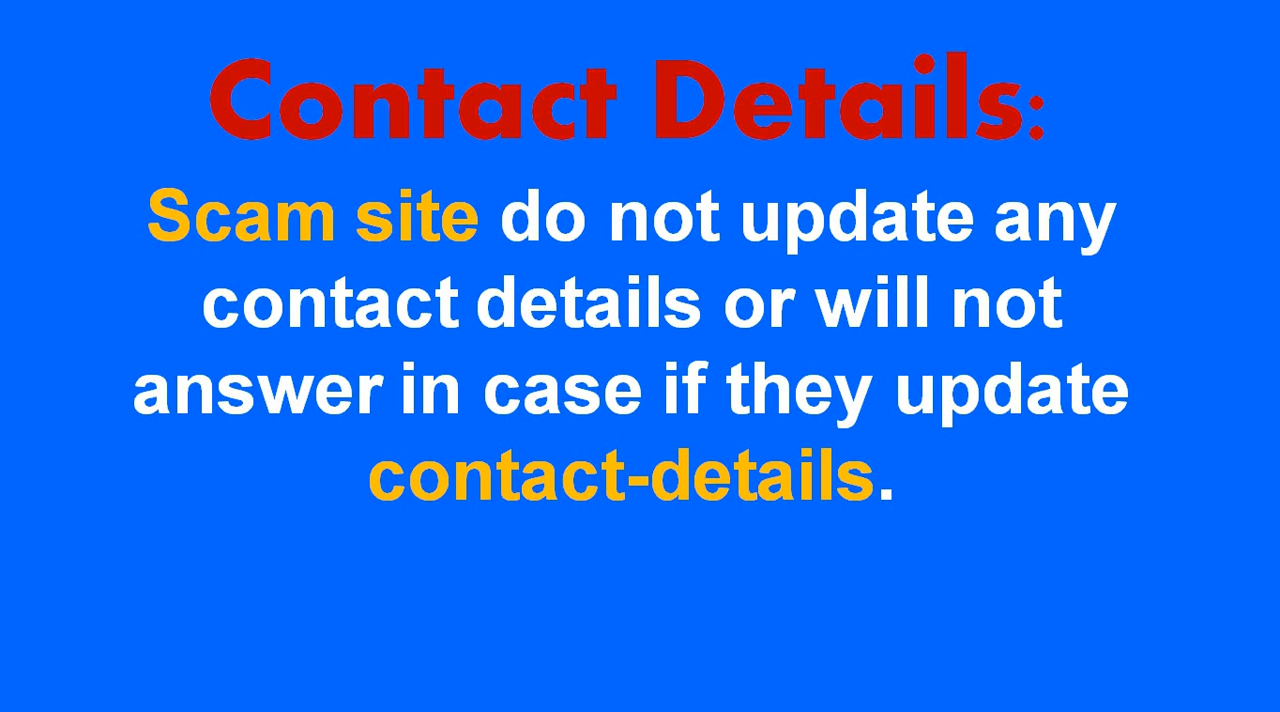 Contact Details:
Scam site do not update any
contact details or will not
answer in case if they update
contact-details.